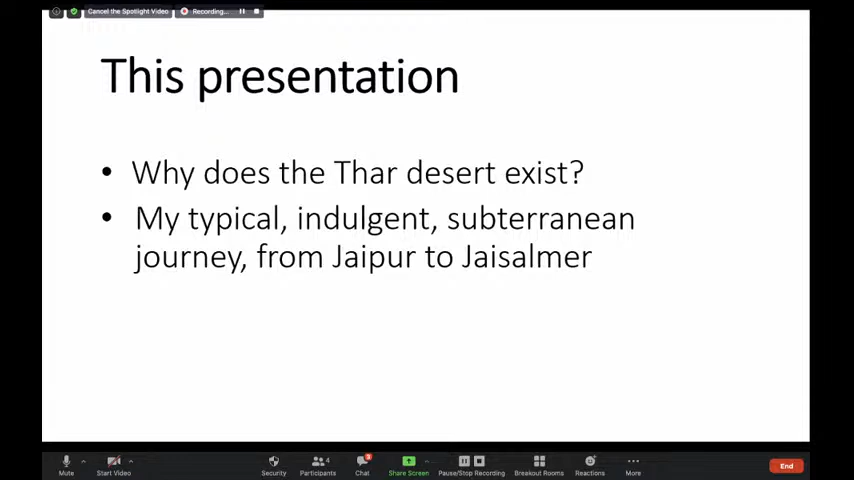 Cancel the Spotlight Video
Recording...
This presentation
• Why does the Thar desert exist?
• My typical, indulgent, subterranean
journey, from Jaipur to Jaisalmer
Mute
Start Video
Security
Participants
4
Chat
3
Share Screen
Pause/Stop Recording
Breakout Rooms
Reactions
More
End